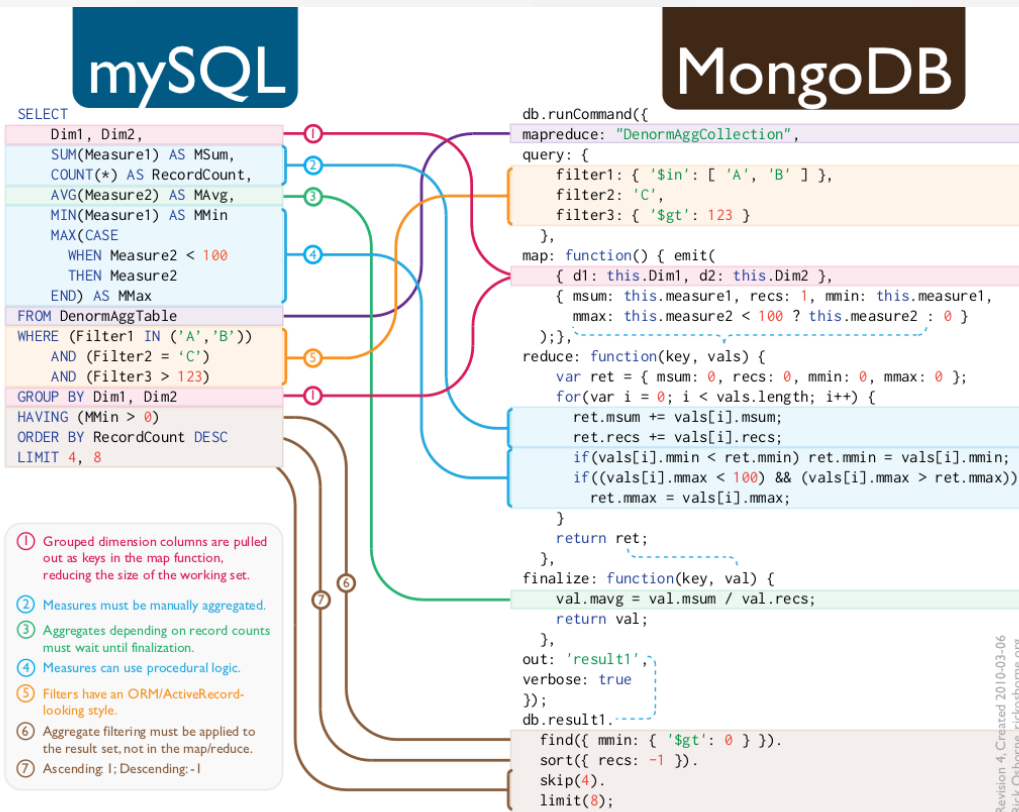 mySQL
MongoDB
SELECT
Dim1, Dim2,
SUM(Measure1) AS MSum,
COUNT(*) AS RecordCount,
AVG(Measure2) AS MAvg,
MIN(Measure1) AS MMin
MAX(CASE
WHEN Measure2 < 100
THEN Measure2
END) AS MMax
FROM DenormAggTable
WHERE (Filter1 IN ('A','B'))
AND (Filter2 = ‘C’)
AND (Filter3 > 123)
GROUP BY Dim1, Dim2
HAVING (MMin > 0)
ORDER BY RecordCount DESC
LIMIT 4, 8
1
2
3
4
5
1
6
7
1 Grouped dimension columns are pulled
out as keys in the map function,
reducing the size of the working set.
2 Measures must be manually aggregated.
3 Aggregates depending on record counts
must wait until finalization.
4 Measures can use procedural logic.
5 Filters have an ORM/ActiveRecord-
looking style.
6 Aggregate filtering must be applied to
the result set, not in the map/reduce.
7 Ascending: 1; Descending: -1
db.runCommand({
mapreduce: "DenormAggCollection",
query: {
filter1: { '$in': [ 'A', 'B' ] },
filter2: 'C',
filter3: { '$gt': 123 }
},
map: function() { emit(
{ d1: this.Dim1, d2: this.Dim2 },
{ msum: this.measure1, recs: 1, mmin: this.measure1,
mmax: this.measure2 < 100 ? this.measure2 : 0 }
);},
reduce: function(key, vals) {
var ret = { msum: 0, recs: 0, mmin: 0, mmax: 0 };
for(var i = 0; i < vals.length; i++) {
ret.msum += vals[i].msum;
ret.recs += vals[i].recs;
if(vals[i].mmin < ret.mmin) ret.mmin = vals[i].mmin;
if((vals[i].mmax < 100) && (vals[i].mmax > ret.mmax))
ret.mmax = vals[i].mmax;
}
return ret;
},
finalize: function(key, val) {
val.mavg = val.msum / val.recs;
return val;
},
out: 'result1',
verbose: true
});
db.result1.
find({ mmin: { '$gt': 0 } }).
sort({ recs: -1 }).
skip(4).
limit(8);
Revision 4, Created 2010-03-06
Rick Osborne, rickosborne.org